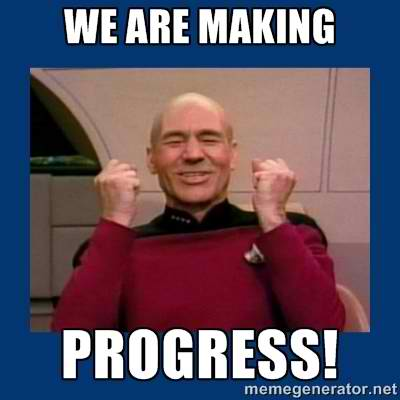 WE ARE MAKING
PROGRESS!
memegenerator.net